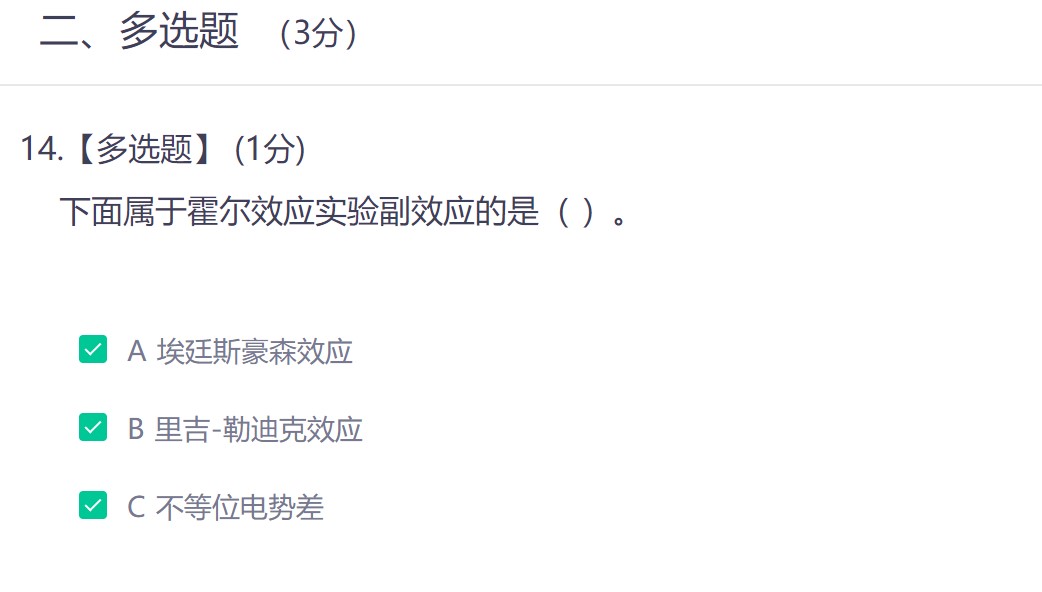 二、多选题 （3分）
14.【多选题】 (1分)
下面属于霍尔效应实验副效应的是（ ）。
A 埃廷斯豪森效应
B 里吉-勒迪克效应
C 不等位电势差